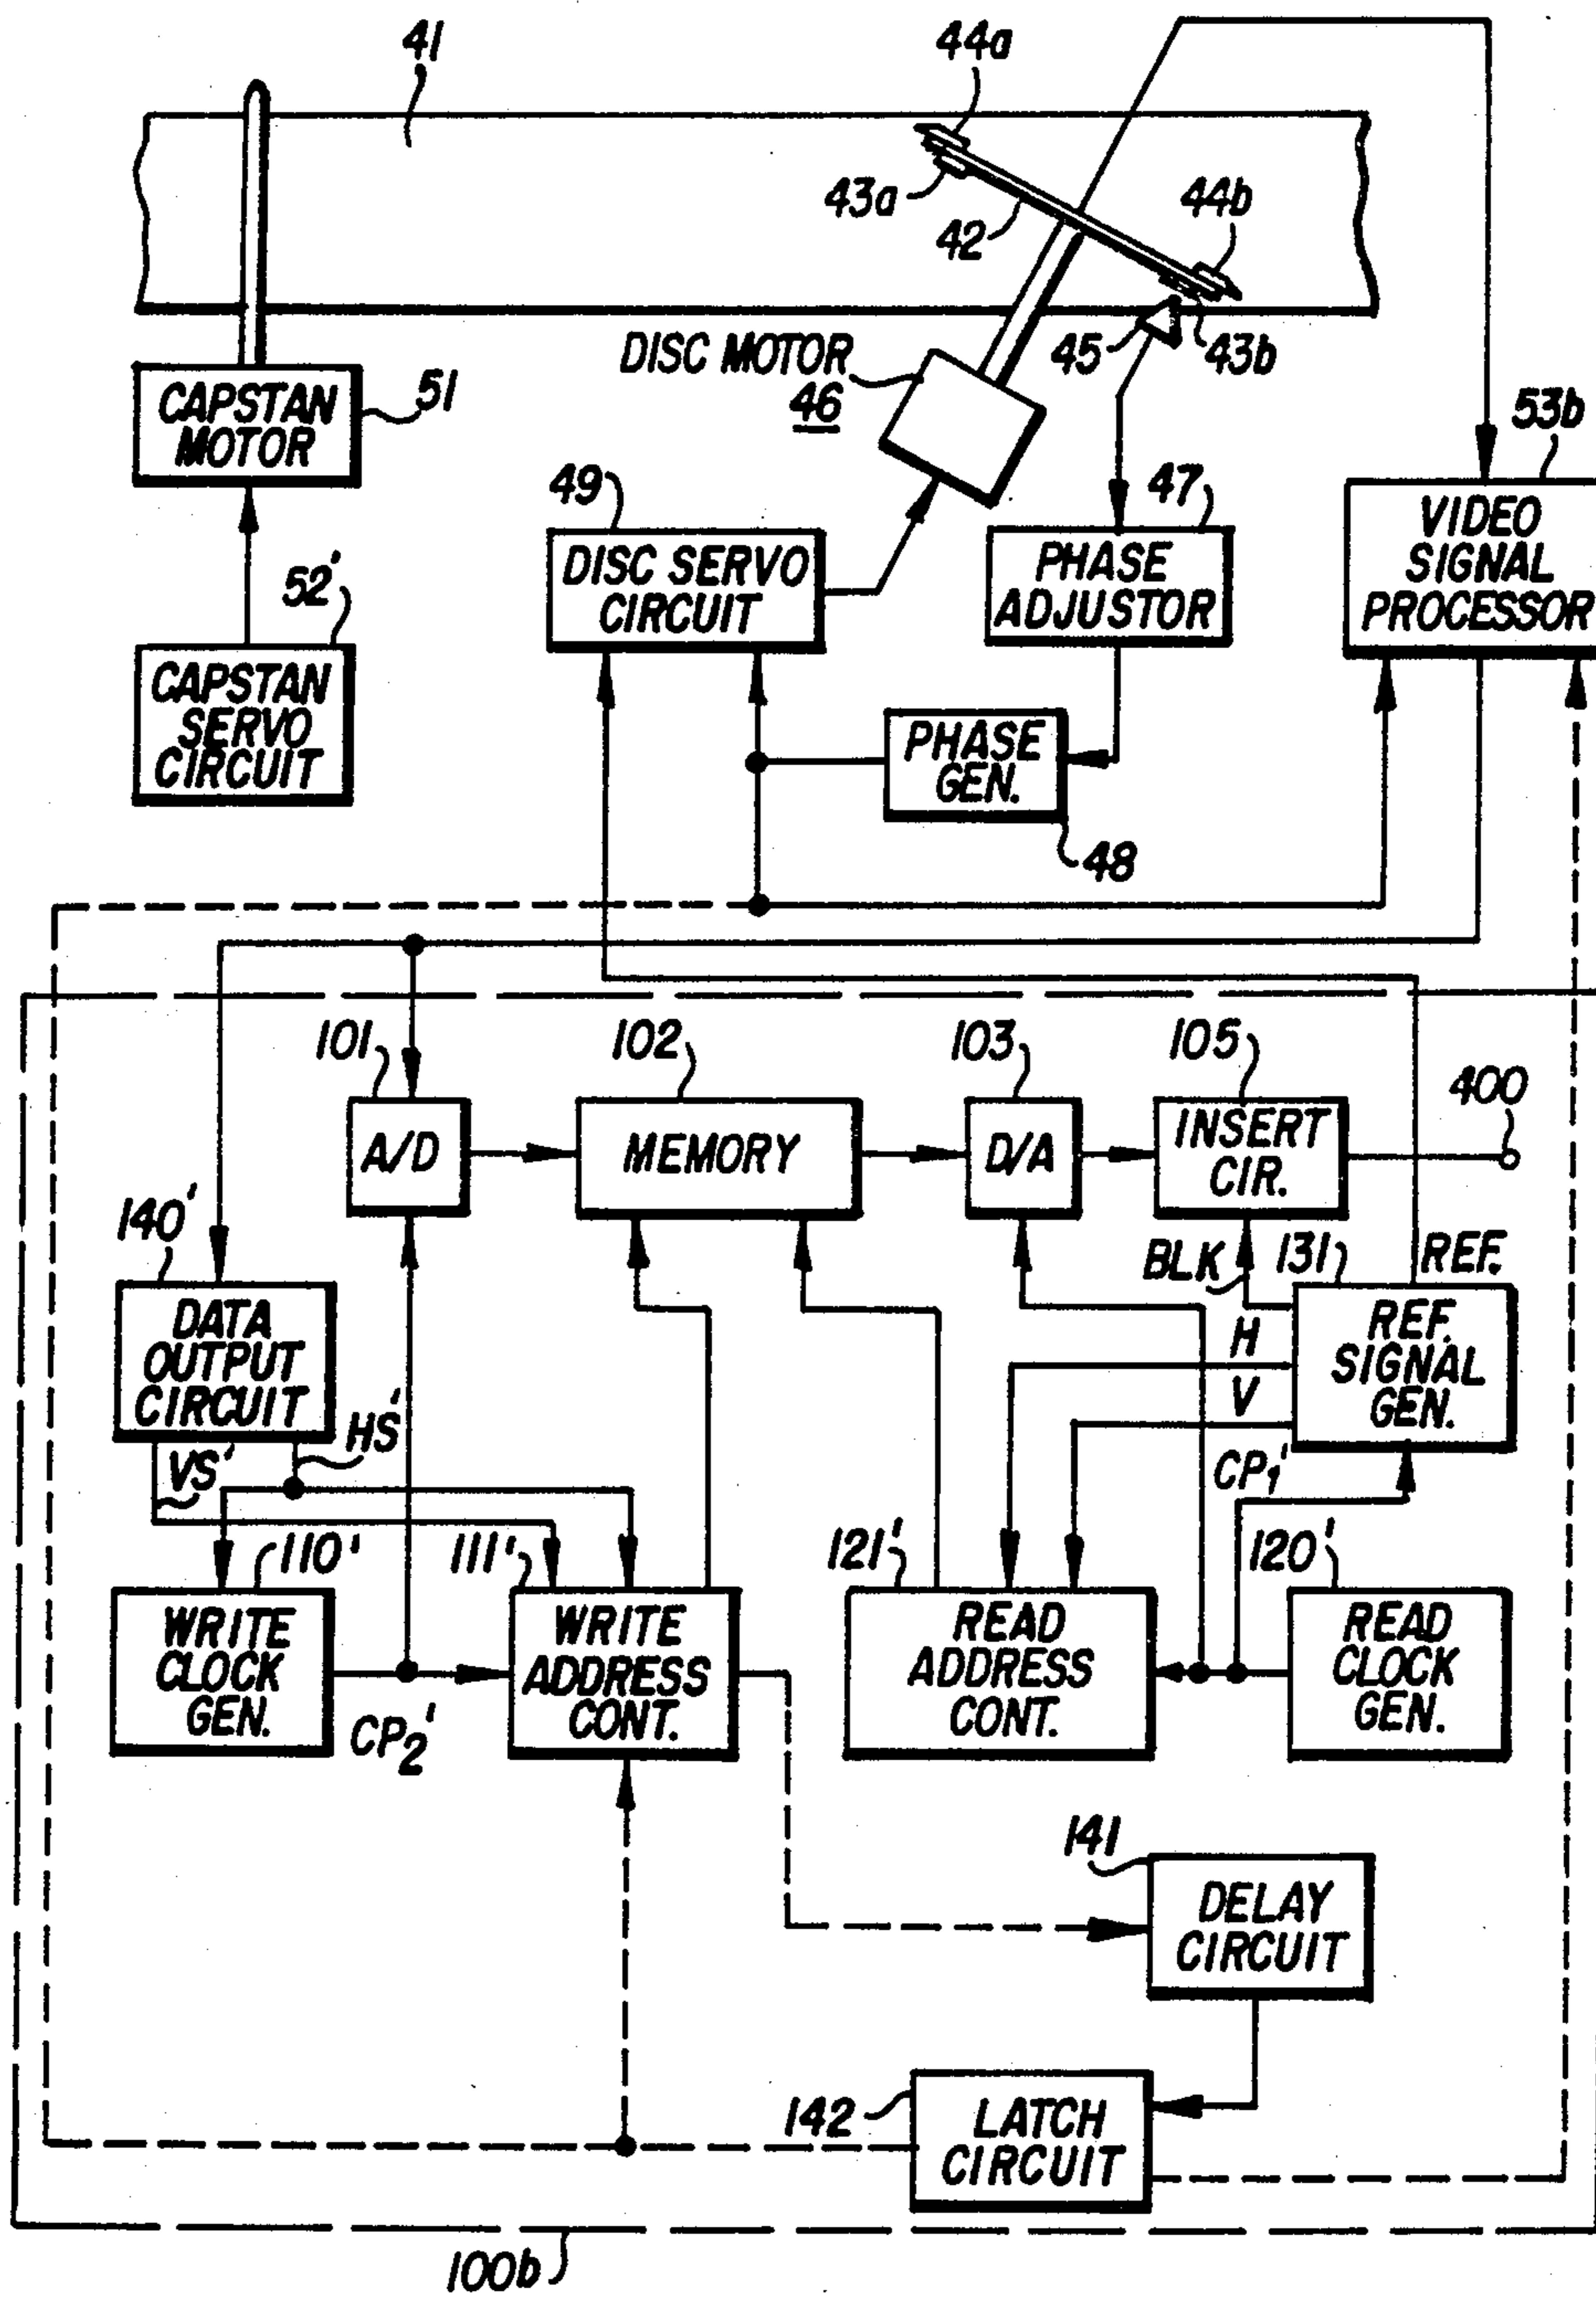 41
44a
43a
42
44b
45
43b
DISC MOTOR
46
CAPSTAN
MOTOR
51
53b
49
47
DISC SERVO
CIRCUIT
PHASE
ADJUSTOR
VIDEO
SIGNAL
PROCESSOR
52'
CAPSTAN
SERVO
CIRCUIT
PHASE
GEN.
48
101
102
103
105
400
A/D
MEMORY
D/A
INSERT
CIR.
140'
BLK
131
REF.
DATA
OUTPUT
CIRCUIT
H
V
REF.
SIGNAL
GEN.
VS'
HS'
CP1'
110'
111'
121'
120'
WRITE
CLOCK
GEN.
CP2'
WRITE
ADDRESS
CONT.
READ
ADDRESS
CONT.
READ
CLOCK
GEN.
141
DELAY
CIRCUIT
142
LATCH
CIRCUIT
100b